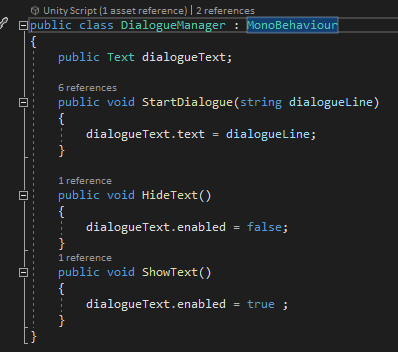 Unity Script (1 asset reference) | 2 references
public class DialogueManager : MonoBehaviour
{
public Text dialogueText;
6 references
public void StartDialogue(string dialogueLine)
{
dialogueText.text = dialogueLine;
}
1 reference
public void HideText()
{
dialogueText.enabled = false;
}
1 reference
public void ShowText()
{
dialogueText.enabled = true ;
}
}